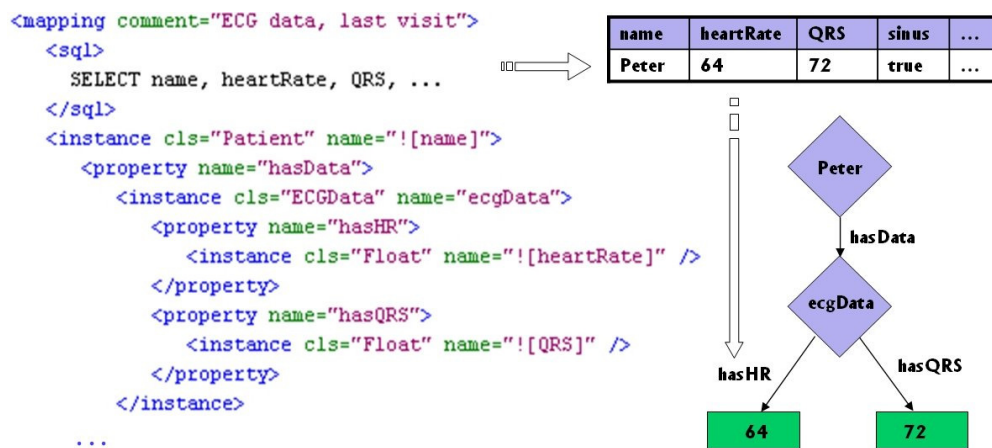 <mapping comment="ECG data, last visit">
<sql>
SELECT name, heartRate, QRS, ...
</sql>
<instance cls="Patient" name="![name]">
<property name="hasData">
<instance cls="ECGData" name="ecgData">
<property name="hasHR">
<instance cls="Float" name="![heartRate]" />
</property>
<property name="hasQRS">
<instance cls="Float" name="![QRS]" />
</property>
</instance>
...
name heartRate QRS sinus ...
Peter 64 72 true ...
Peter
hasData
ecgData
hasHR hasQRS
64 72